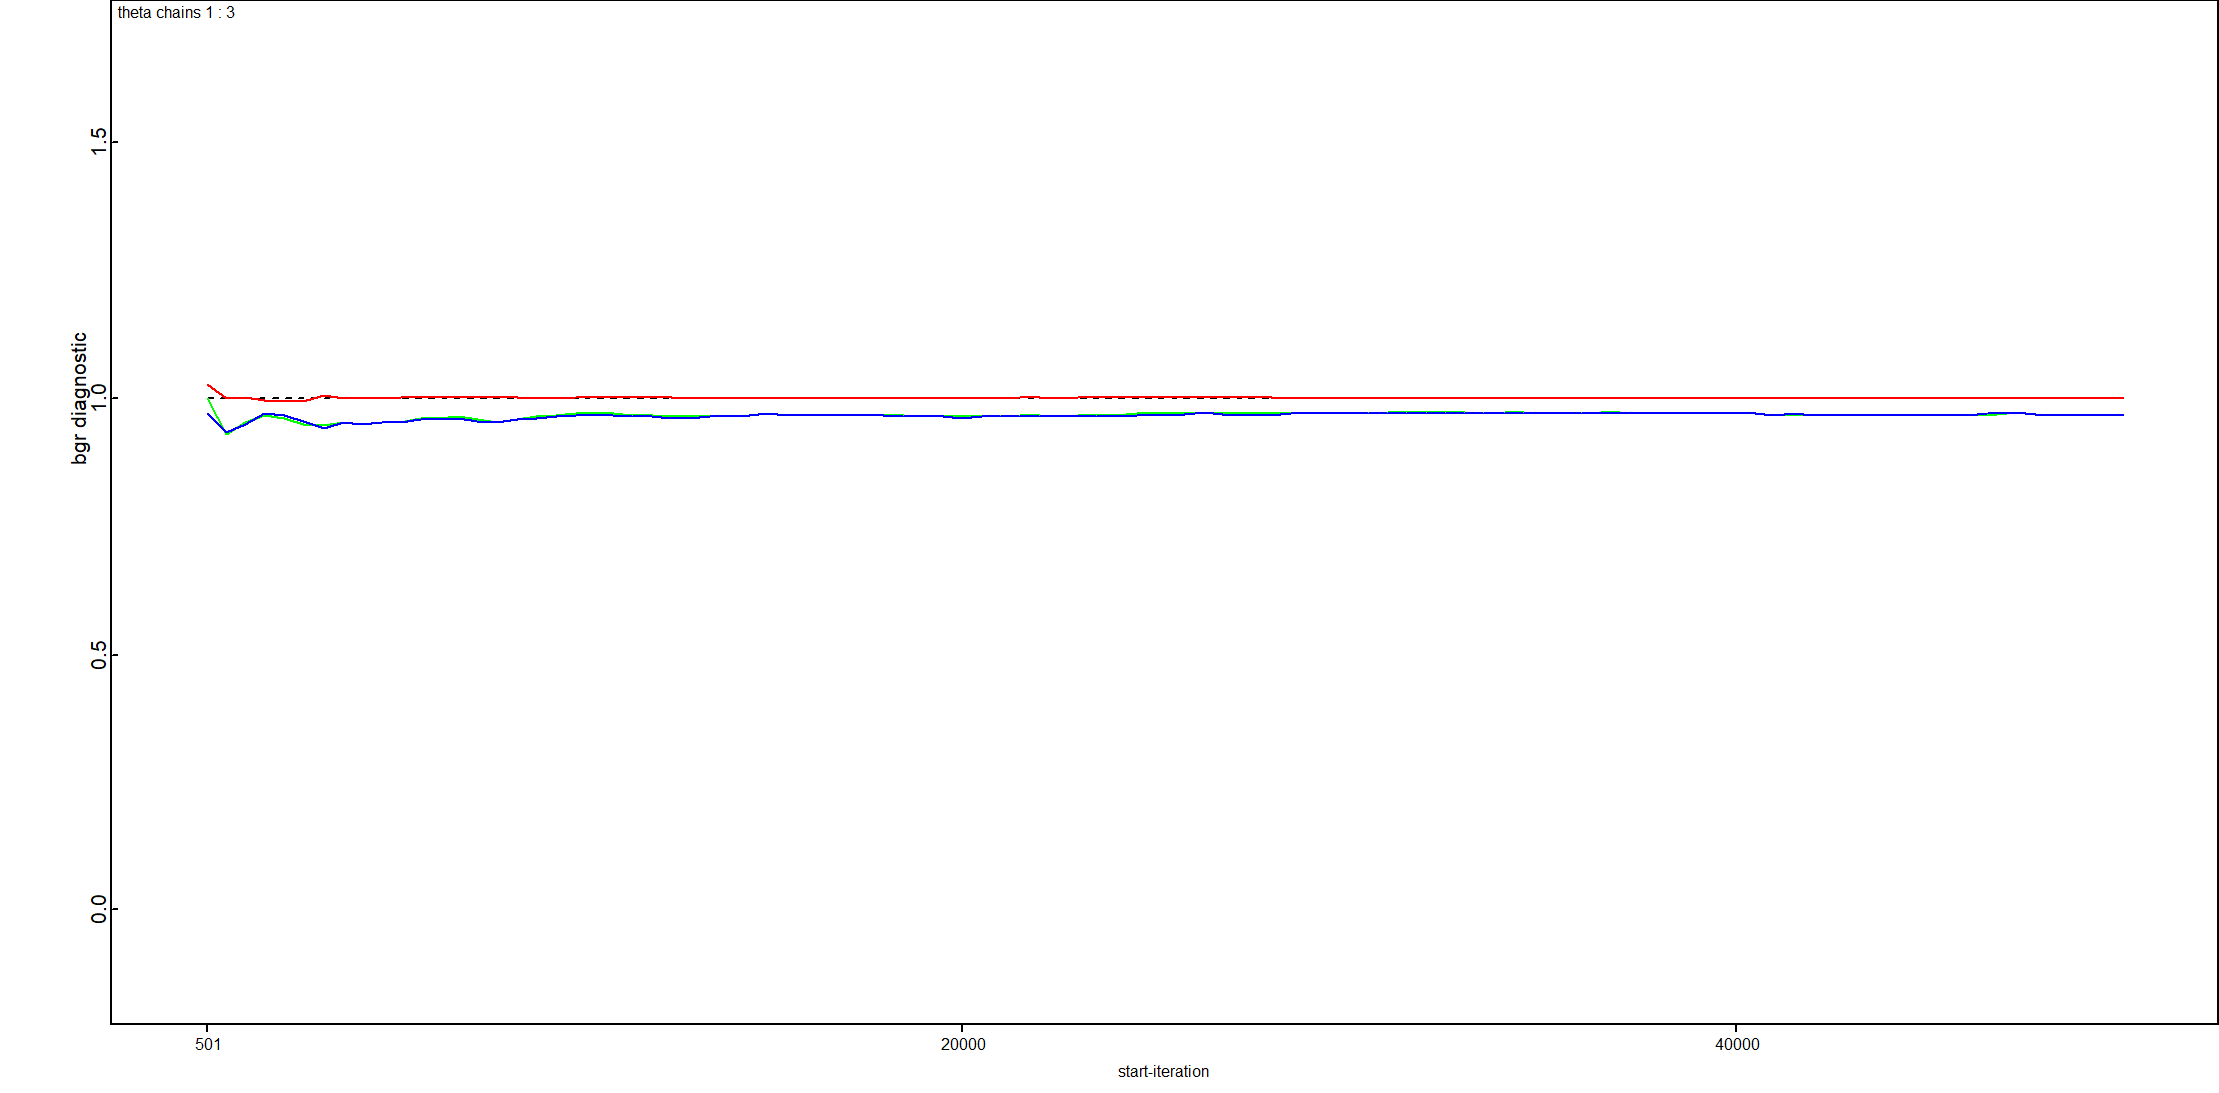 theta chains 1 : 3
1.5
1.0
0.5
0.0
bgr diagnostic
501
20000
40000
start-iteration